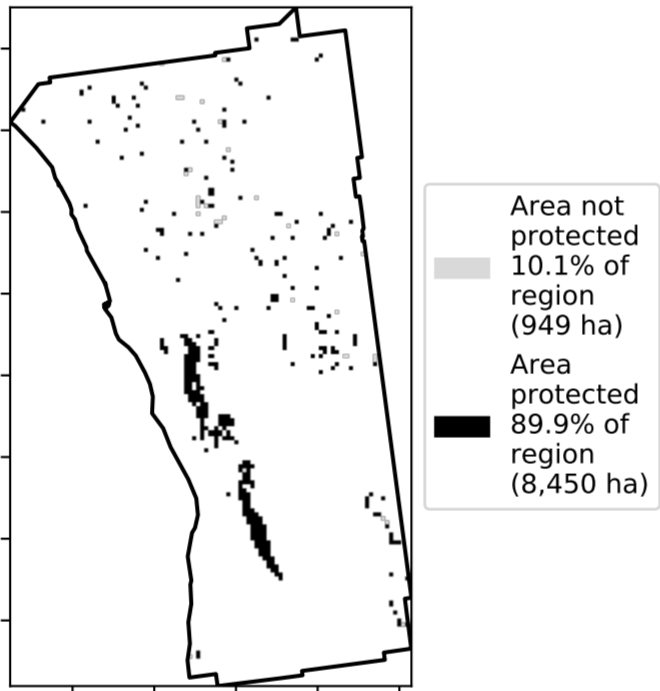 Area not
protected
10.1% of
region
(949 ha)
Area
protected
89.9% of
region
(8,450 ha)